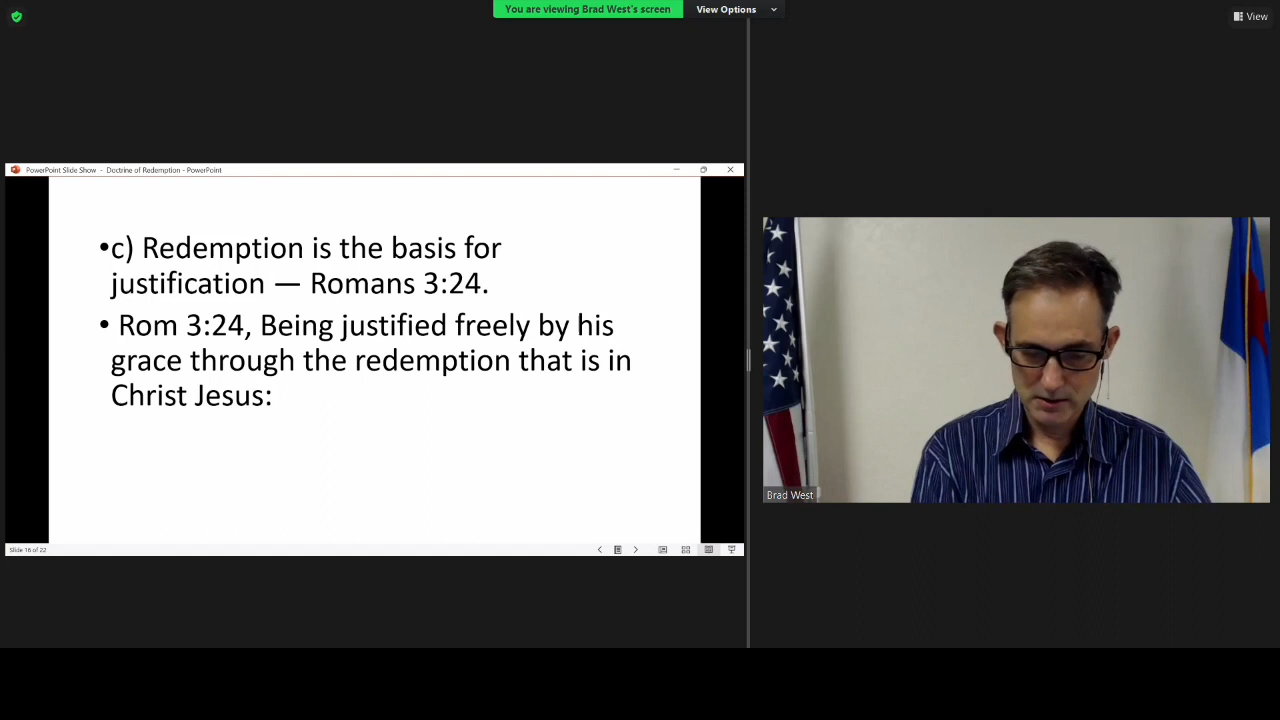 You are viewing Brad West's screen
View Options
View
PowerPoint Slide Show - Doctrine of Redemption - PowerPoint
•c) Redemption is the basis for
justification — Romans 3:24.
• Rom 3:24, Being justified freely by his
grace through the redemption that is in
Christ Jesus:
Brad West
Slide 16 of 22